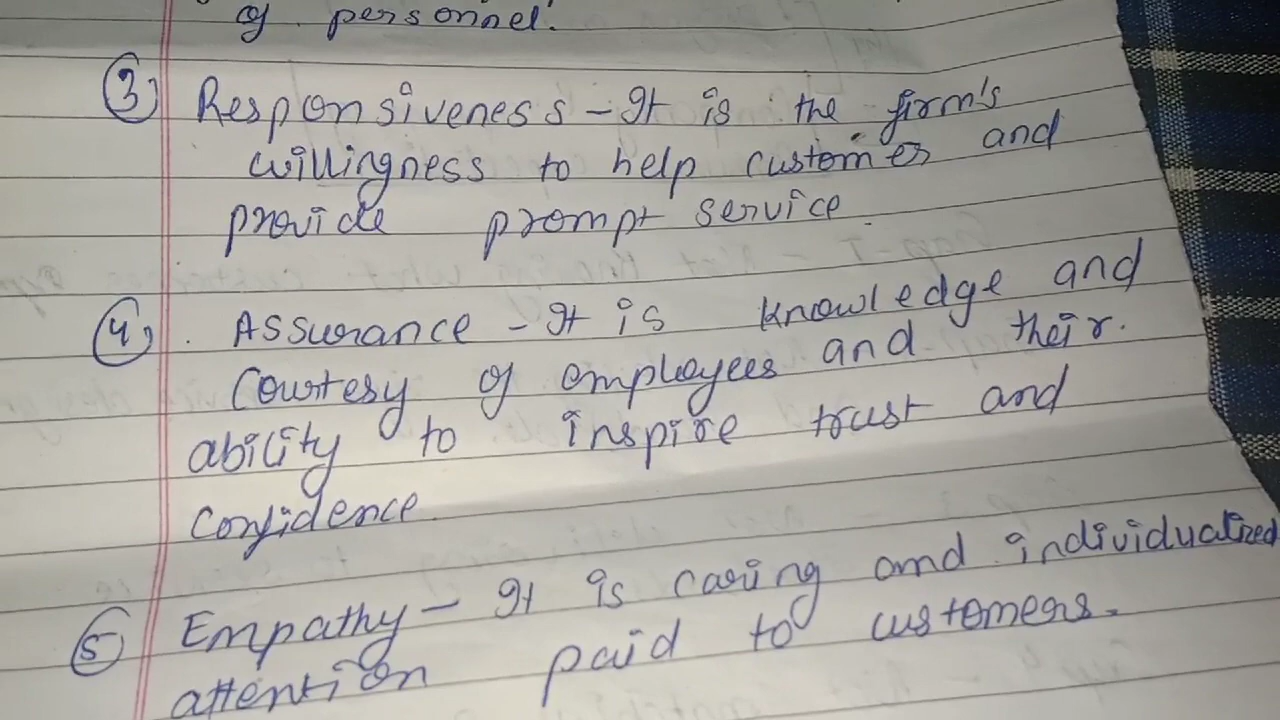 of personnel.
③ Responsiveness - It is the firm's
willingness to help customer and
provide prompt service.
④ Assurance - It is knowledge and
Courtesy of employees and their
ability to inspire trust and
Confidence
⑤ Empathy - It is caring and individualized
attention paid to customers.